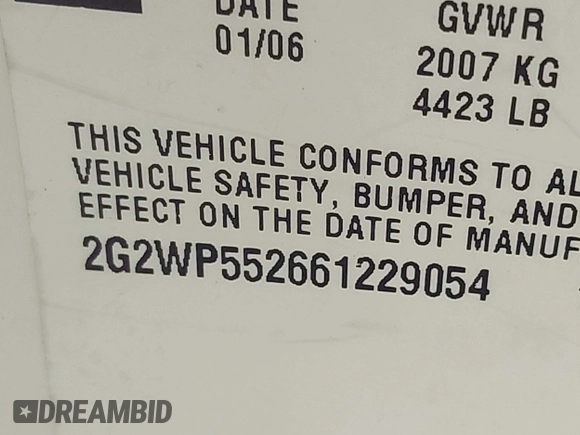 DATE GVWR
01/06 2007 KG
4423 LB
THIS VEHICLE CONFORMS TO AL
VEHICLE SAFETY, BUMPER, AND
EFFECT ON THE DATE OF MANUF
2G2WP552661229054
DREAMBID